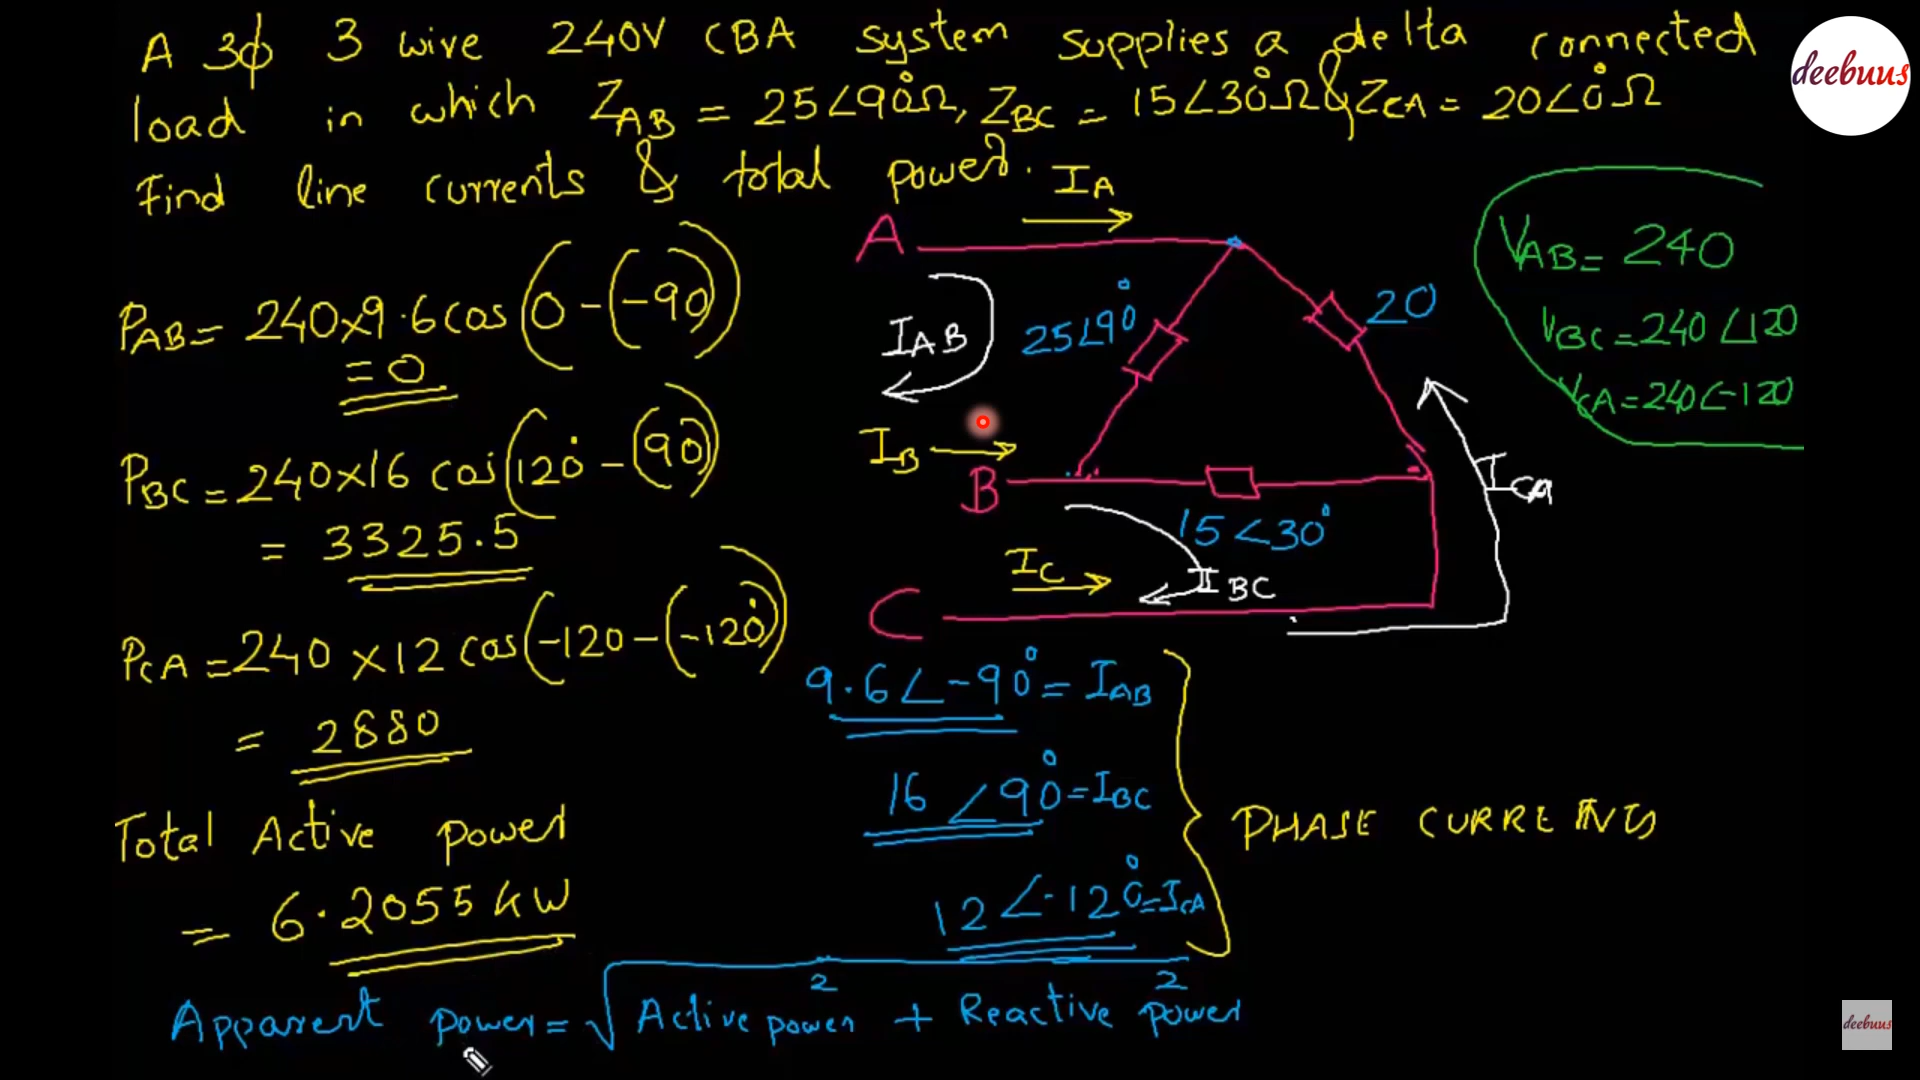 A 3ϕ 3 wire 240V CBA system supplies a delta connected
load in which Z_AB = 25∠90°Ω, Z_BC = 15∠30°Ω & Z_CA = 20∠0°Ω
Find line currents & total power.
deebuus
I_A
A
V_AB = 240
V_BC = 240 ∠120
V_CA = 240 ∠-120
P_AB = 240×9.6 cos(0-(-90))
= 0
I_AB
25∠90°
20
I_B
B
I_CA
P_BC = 240×16 cos(120°-(90))
= 3325.5
15∠30°
I_C
I_BC
C
P_CA = 240 × 12 cos(-120-(-120°))
= 2880
9.6∠-90° = I_AB
16 ∠90° = I_BC
12 ∠-120° = I_CA
PHASE CURRENTS
Total Active power
= 6.2055 kW
Apparent power = √Active power² + Reactive power²
deebuus